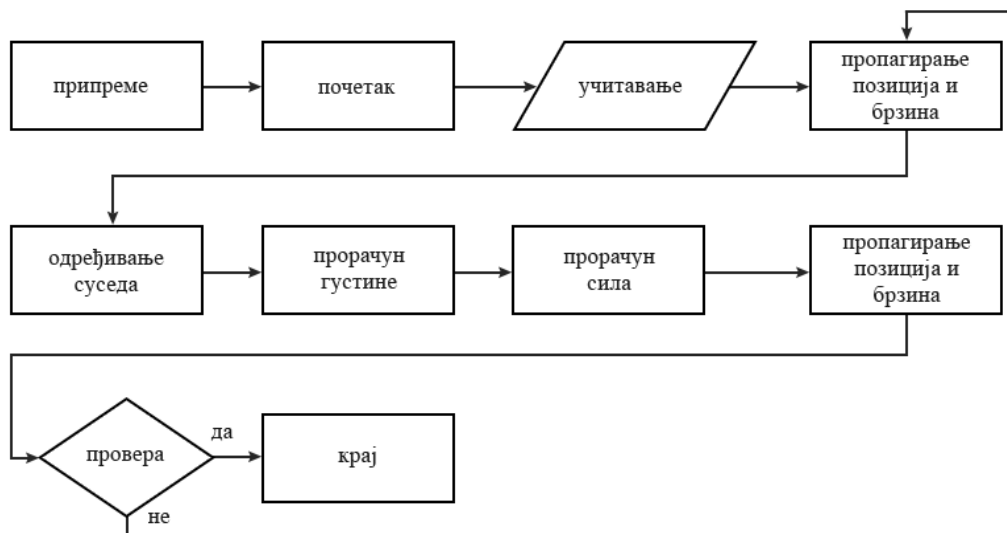 припреме
почетак
учитавање
пропагирање
позиција и
брзина
одређивање
суседа
прорачун
густине
прорачун
сила
пропагирање
позиција и
брзина
провера
да
крај
не